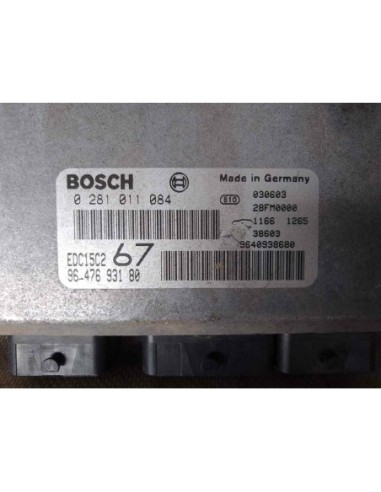 BOSCH
Made in Germany
0 281 011 084
610
030603
28FM0000
1166 1265
38603
9640938680
EDC15C2 67
96.476 931 80